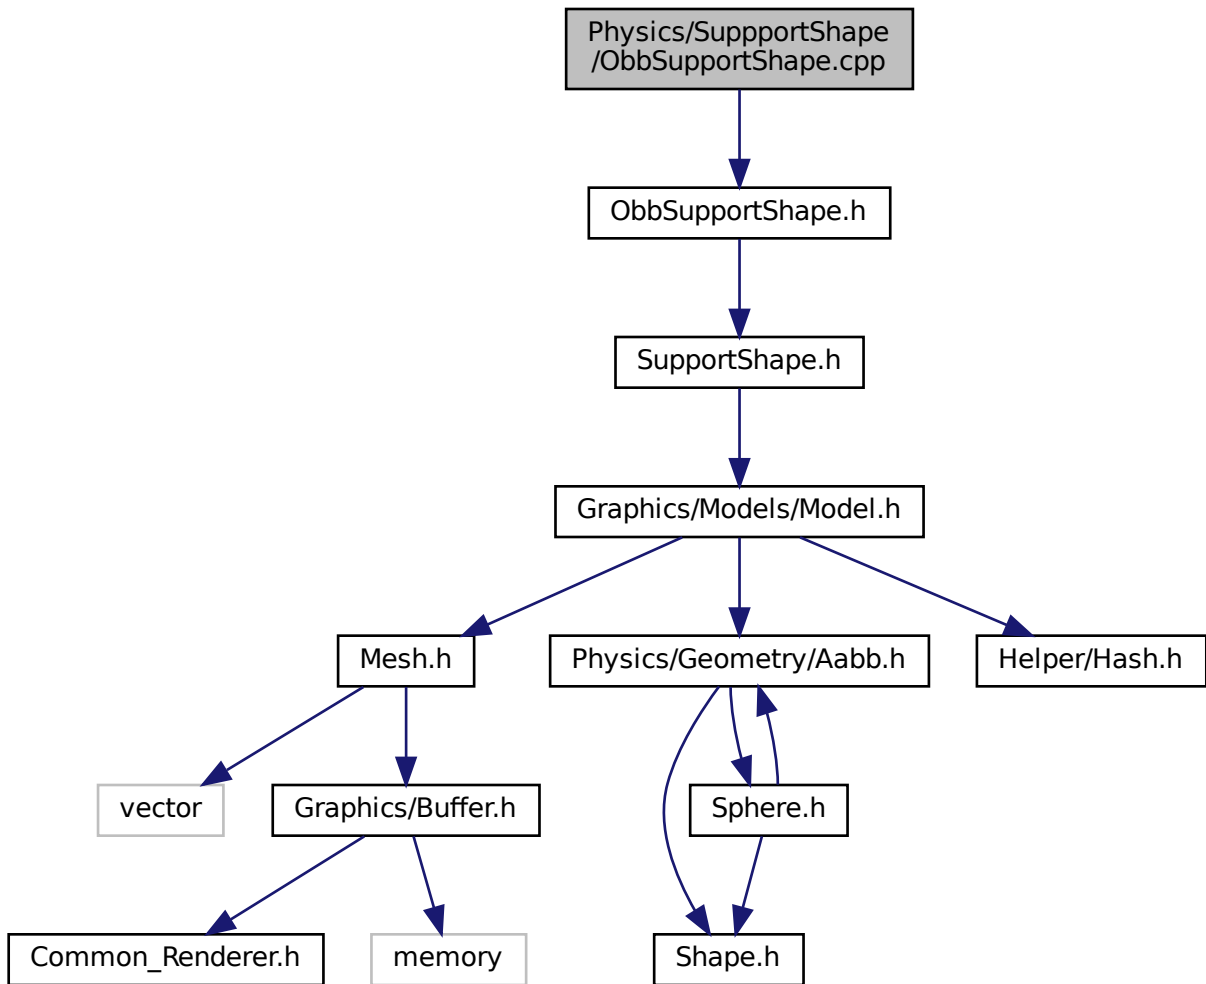 Physics/SuppportShape
/ObbSupportShape.cpp
ObbSupportShape.h
SupportShape.h
Graphics/Models/Model.h
Mesh.h
Physics/Geometry/Aabb.h
Helper/Hash.h
vector
Graphics/Buffer.h
Sphere.h
Common_Renderer.h
memory
Shape.h